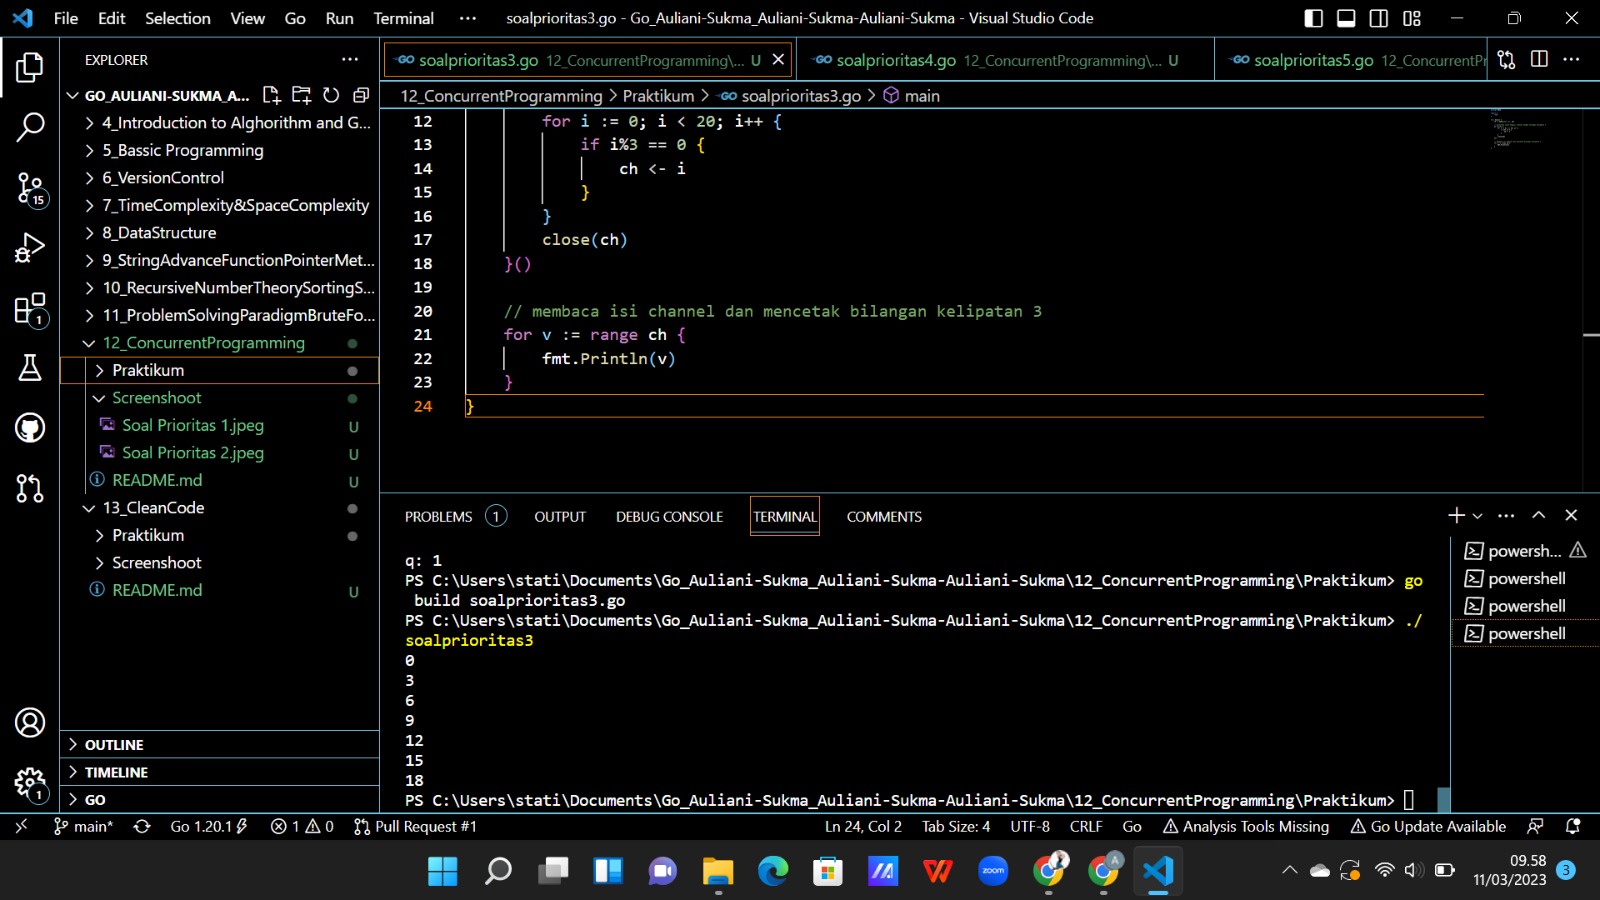 File Edit Selection View Go Run Terminal ··· soalprioritas3.go - Go_Auliani-Sukma_Auliani-Sukma-Auliani-Sukma - Visual Studio Code
EXPLORER
GO_AULIANI-SUKMA_A...
4_Introduction to Alghorithm and G...
5_Bassic Programming
6_VersionControl
7_TimeComplexity&SpaceComplexity
8_DataStructure
9_StringAdvanceFunctionPointerMet...
10_RecursiveNumberTheorySortingS...
11_ProblemSolvingParadigmBruteFo...
12_ConcurrentProgramming
Praktikum
Screenshoot
Soal Prioritas 1.jpeg U
Soal Prioritas 2.jpeg U
README.md U
13_CleanCode
Praktikum
Screenshoot
README.md U
OUTLINE
TIMELINE
GO
15
1
1
GO soalprioritas3.go 12_ConcurrentProgramming\... U
GO soalprioritas4.go 12_ConcurrentProgramming\... U
GO soalprioritas5.go 12_ConcurrentPr
12_ConcurrentProgramming > Praktikum > GO soalprioritas3.go > main
12 for i := 0; i < 20; i++ {
13 if i%3 == 0 {
14 ch <- i
15 }
16 }
17 close(ch)
18 }()
19
20 // membaca isi channel dan mencetak bilangan kelipatan 3
21 for v := range ch {
22 fmt.Println(v)
23 }
24 }
PROBLEMS 1 OUTPUT DEBUG CONSOLE TERMINAL COMMENTS
q: 1
PS C:\Users\stati\Documents\Go_Auliani-Sukma_Auliani-Sukma-Auliani-Sukma\12_ConcurrentProgramming\Praktikum> go
build soalprioritas3.go
PS C:\Users\stati\Documents\Go_Auliani-Sukma_Auliani-Sukma-Auliani-Sukma\12_ConcurrentProgramming\Praktikum> ./
soalprioritas3
0
3
6
9
12
15
18
PS C:\Users\stati\Documents\Go_Auliani-Sukma_Auliani-Sukma-Auliani-Sukma\12_ConcurrentProgramming\Praktikum>
powersh...
powershell
powershell
powershell
main* Go 1.20.1 1 0 Pull Request #1 Ln 24, Col 2 Tab Size: 4 UTF-8 CRLF Go Analysis Tools Missing Go Update Available
zoom
A
09.58
11/03/2023
3